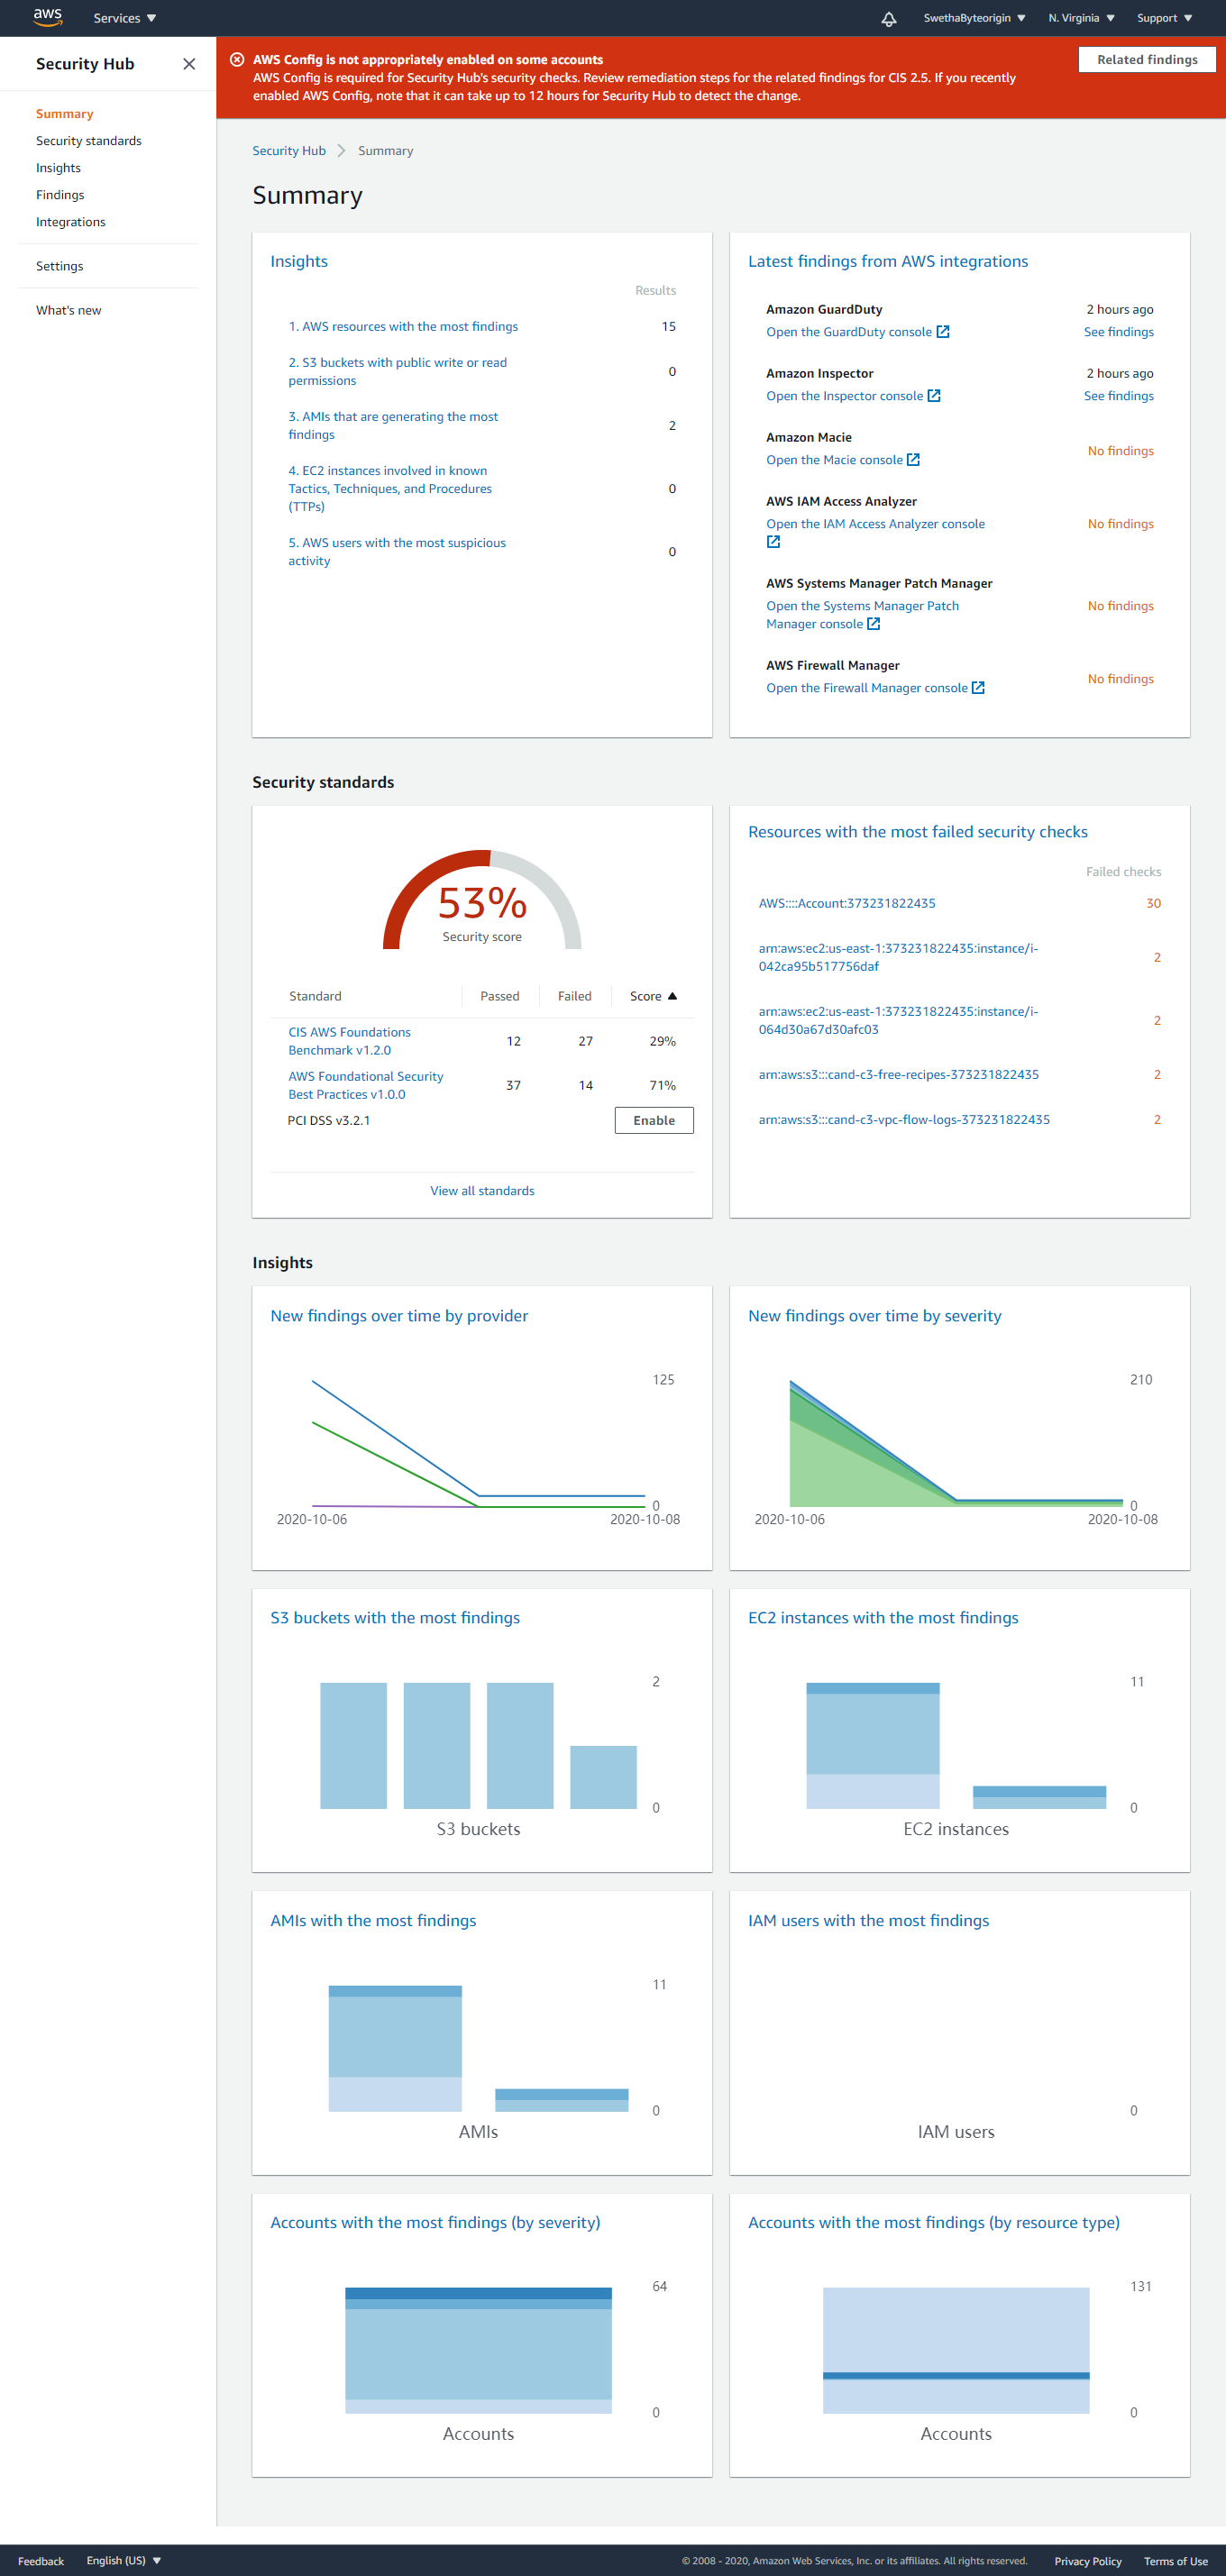 aws
Services
SwethaByteorigin
N. Virginia
Support
Security Hub
Summary
Security standards
Insights
Findings
Integrations
Settings
What's new
AWS Config is not appropriately enabled on some accounts
AWS Config is required for Security Hub's security checks. Review remediation steps for the related findings for CIS 2.5. If you recently
enabled AWS Config, note that it can take up to 12 hours for Security Hub to detect the change.
Related findings
Security Hub Summary
Summary
Insights
Results
1. AWS resources with the most findings 15
2. S3 buckets with public write or read
permissions
0
3. AMIs that are generating the most
findings
2
4. EC2 instances involved in known
Tactics, Techniques, and Procedures
(TTPs)
0
5. AWS users with the most suspicious
activity
0
Latest findings from AWS integrations
Amazon GuardDuty 2 hours ago
Open the GuardDuty console See findings
Amazon Inspector 2 hours ago
Open the Inspector console See findings
Amazon Macie
Open the Macie console
No findings
AWS IAM Access Analyzer
Open the IAM Access Analyzer console
No findings
AWS Systems Manager Patch Manager
Open the Systems Manager Patch
Manager console
No findings
AWS Firewall Manager
Open the Firewall Manager console
No findings
Security standards
53%
Security score
Standard Passed Failed Score
CIS AWS Foundations
Benchmark v1.2.0
12 27 29%
AWS Foundational Security
Best Practices v1.0.0
37 14 71%
PCI DSS v3.2.1 Enable
View all standards
Resources with the most failed security checks
Failed checks
AWS::::Account:373231822435 30
arn:aws:ec2:us-east-1:373231822435:instance/i-
042ca95b517756daf
2
arn:aws:ec2:us-east-1:373231822435:instance/i-
064d30a67d30afc03
2
arn:aws:s3:::cand-c3-free-recipes-373231822435 2
arn:aws:s3:::cand-c3-vpc-flow-logs-373231822435 2
Insights
New findings over time by provider
125
0
2020-10-06 2020-10-08
New findings over time by severity
210
0
2020-10-06 2020-10-08
S3 buckets with the most findings
2
0
S3 buckets
EC2 instances with the most findings
11
0
EC2 instances
AMIs with the most findings
11
0
AMIs
IAM users with the most findings
0
IAM users
Accounts with the most findings (by severity)
64
0
Accounts
Accounts with the most findings (by resource type)
131
0
Accounts
Feedback English (US) © 2008 - 2020, Amazon Web Services, Inc. or its affiliates. All rights reserved. Privacy Policy Terms of Use